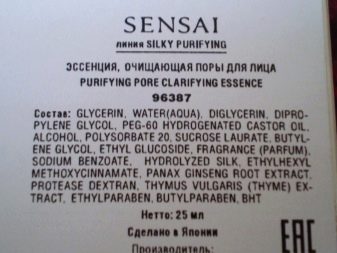 SENSAI
линия SILKY PURIFYING
ЭССЕНЦИЯ, ОЧИЩАЮЩАЯ ПОРЫ ДЛЯ ЛИЦА
PURIFYING PORE CLARIFYING ESSENCE
96387
Состав: GLYCERIN, WATER(AQUA), DIGLYCERIN, DIPRO-
PYLENE GLYCOL, PEG-60 HYDROGENATED CASTOR OIL,
ALCOHOL, POLYSORBATE 20, SUCROSE LAURATE, BUTYL-
ENE GLYCOL, ETHYL GLUCOSIDE, FRAGRANCE (PARFUM),
SODIUM BENZOATE, HYDROLYZED SILK, ETHYLHEXYL
METHOXYCINNAMATE, PANAX GINSENG ROOT EXTRACT,
PROTEASE DEXTRAN, THYMUS VULGARIS (THYME) EX-
TRACT, ETHYLPARABEN, BUTYLPARABEN, BHT
Нетто: 25 мл
Сделано в Японии
Производитель:
EAC